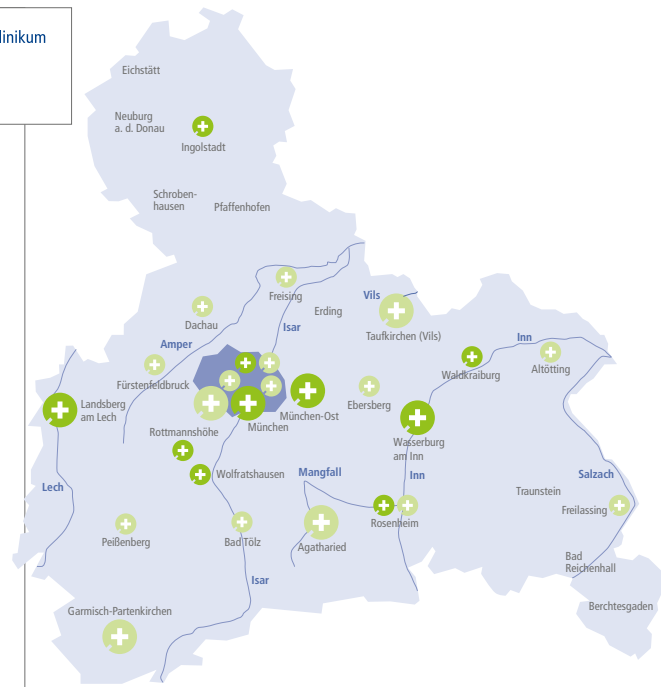 linikum
Eichstätt
Neuburg
a. d. Donau
Ingolstadt
Schroben-
hausen
Pfaffenhofen
Freising
Vils
Erding
Dachau
Isar
Taufkirchen (Vils)
Amper
Inn
Fürstenfeldbruck
Waldkraiburg
Altötting
Landsberg
am Lech
Ebersberg
München-Ost
München
Rottmannshöhe
Wasserburg
am Inn
Wolfratshausen
Mangfall
Inn
Salzach
Lech
Traunstein
Freilassing
Rosenheim
Peißenberg
Bad Tölz
Agatharied
Bad
Reichenhall
Isar
Garmisch-Partenkirchen
Berchtesgaden